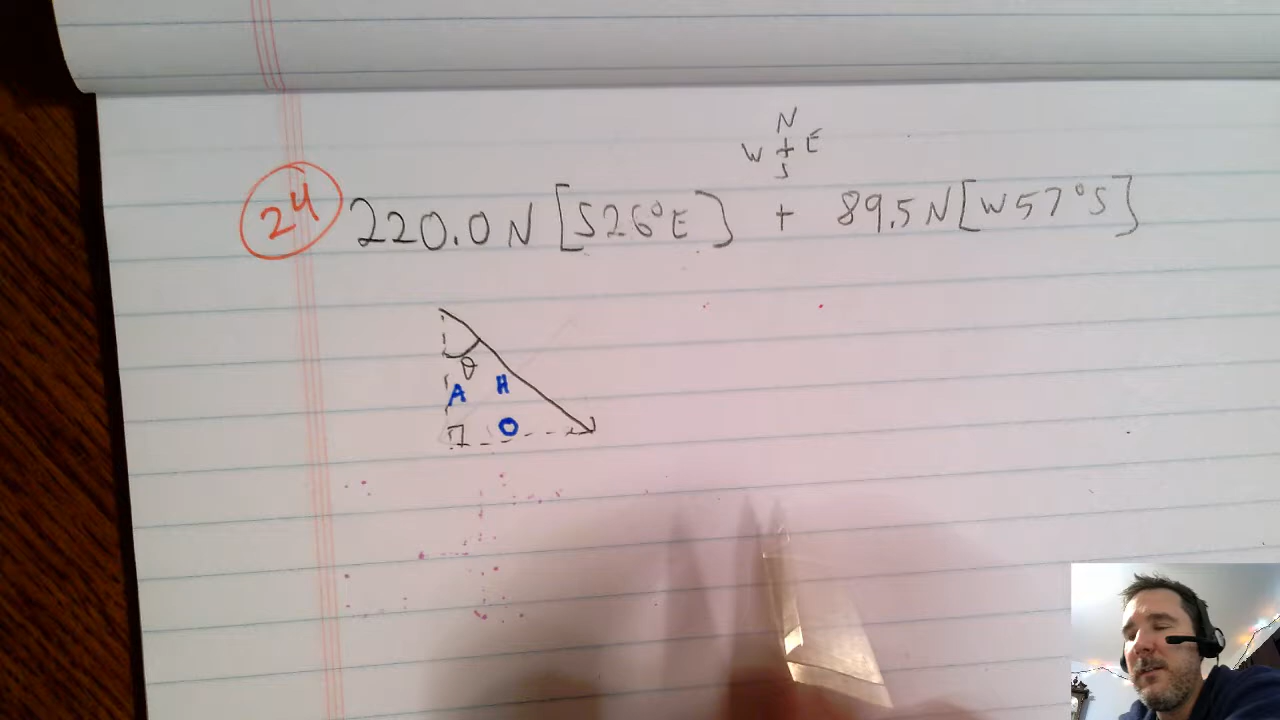 N
W + E
S
24 220.0 N [S26°E] + 89.5 N [W57°S]
θ
A H
O